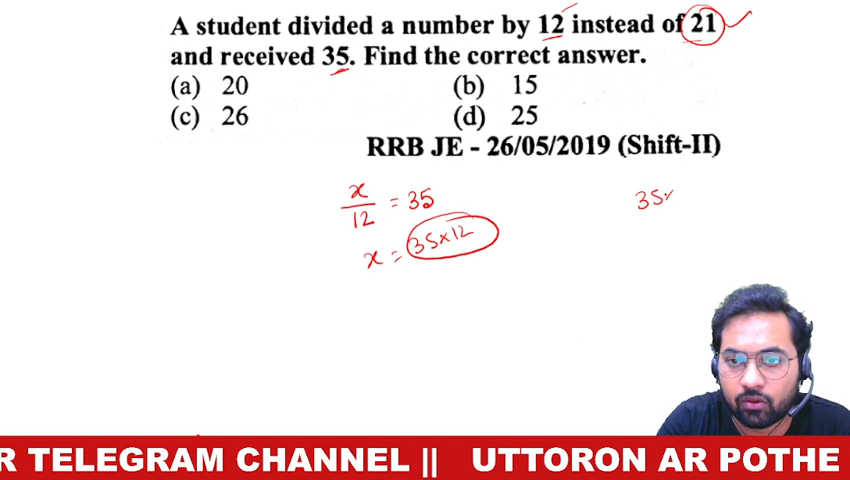 A student divided a number by 12 instead of 21
and received 35. Find the correct answer.
(a) 20 (b) 15
(c) 26 (d) 25
RRB JE - 26/05/2019 (Shift-II)
x/12 = 35
x = 35×12
35×
R TELEGRAM CHANNEL || UTTORON AR POTHE